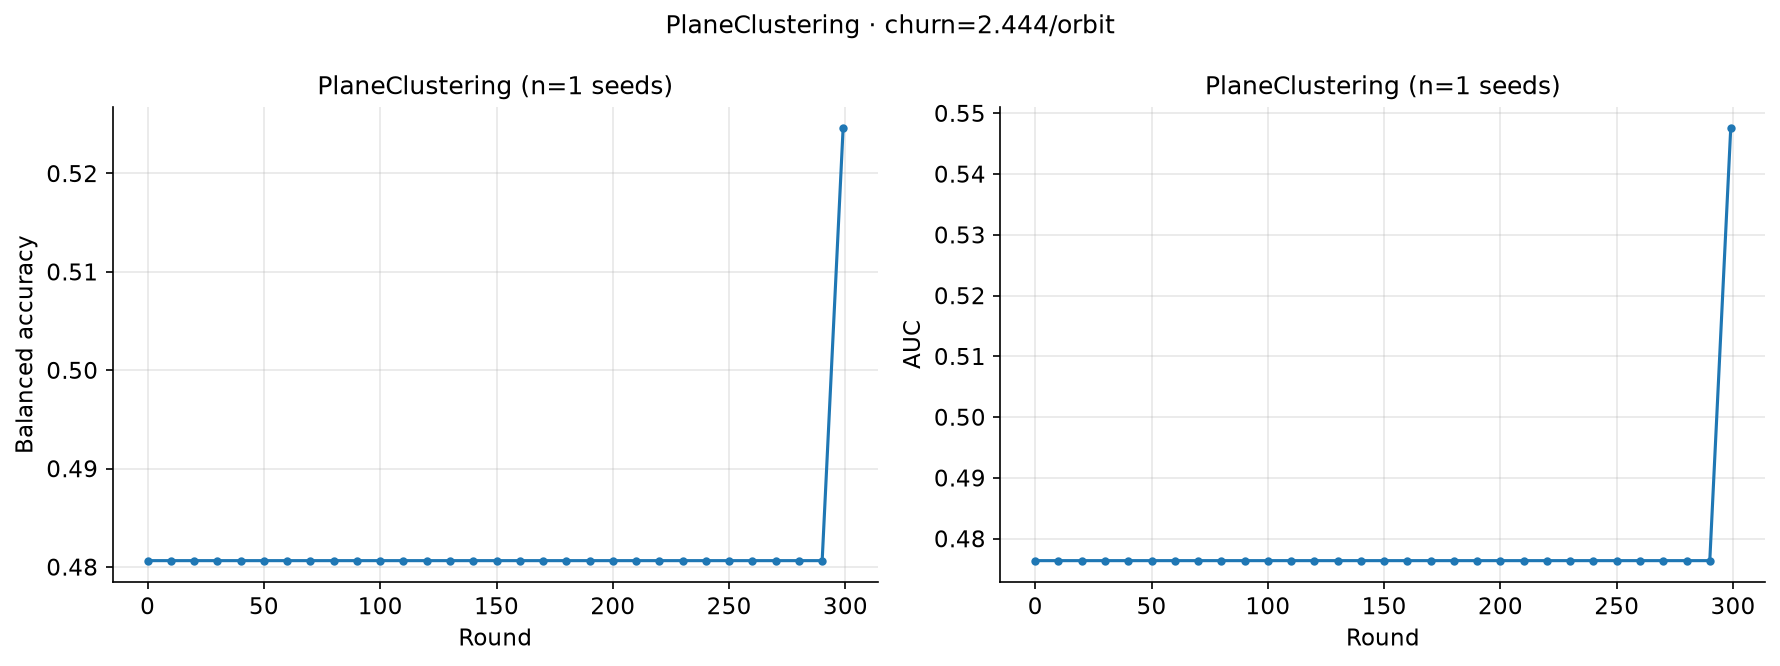 PlaneClustering · churn=2.444/orbit
PlaneClustering (n=1 seeds)
Balanced accuracy
0.52
0.51
0.50
0.49
0.48
0 50 100 150 200 250 300
Round
PlaneClustering (n=1 seeds)
AUC
0.55
0.54
0.53
0.52
0.51
0.50
0.49
0.48
0 50 100 150 200 250 300
Round